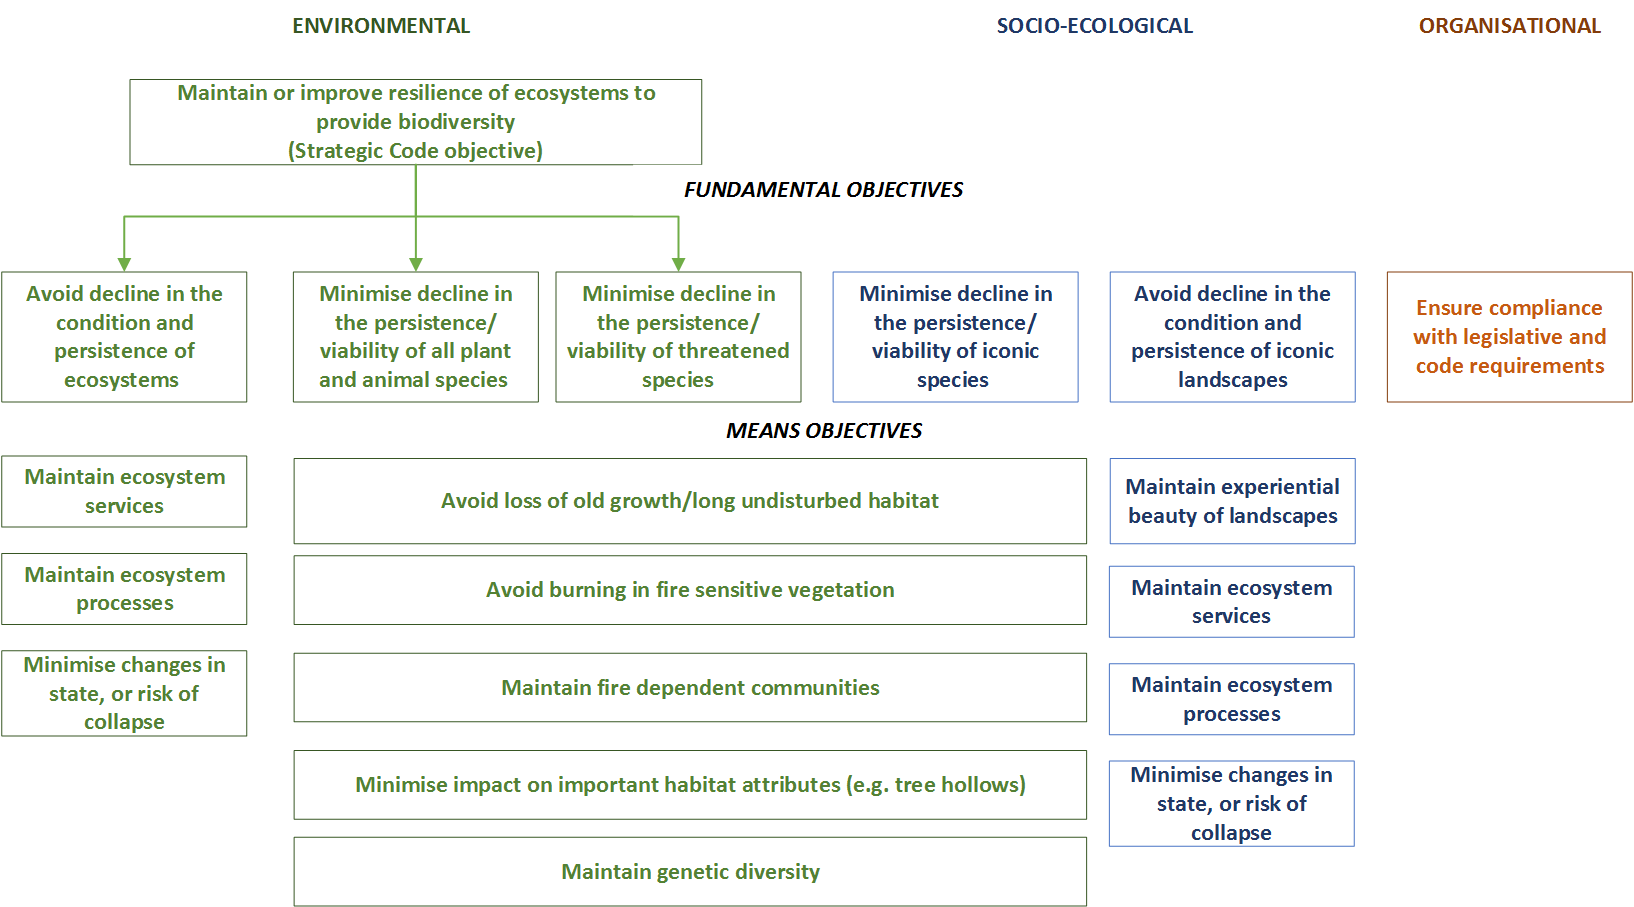 ENVIRONMENTAL
SOCIO-ECOLOGICAL
ORGANISATIONAL
Maintain or improve resilience of ecosystems to
provide biodiversity
(Strategic Code objective)
FUNDAMENTAL OBJECTIVES
Avoid decline in the
condition and
persistence of
ecosystems
Minimise decline in
the persistence/
viability of all plant
and animal species
Minimise decline in
the persistence/
viability of threatened
species
Minimise decline in
the persistence/
viability of iconic
species
Avoid decline in the
condition and
persistence of iconic
landscapes
Ensure compliance
with legislative and
code requirements
MEANS OBJECTIVES
Maintain ecosystem
services
Avoid loss of old growth/long undisturbed habitat
Maintain experiential
beauty of landscapes
Maintain ecosystem
processes
Avoid burning in fire sensitive vegetation
Maintain ecosystem
services
Minimise changes in
state, or risk of
collapse
Maintain fire dependent communities
Maintain ecosystem
processes
Minimise impact on important habitat attributes (e.g. tree hollows)
Minimise changes in
state, or risk of
collapse
Maintain genetic diversity